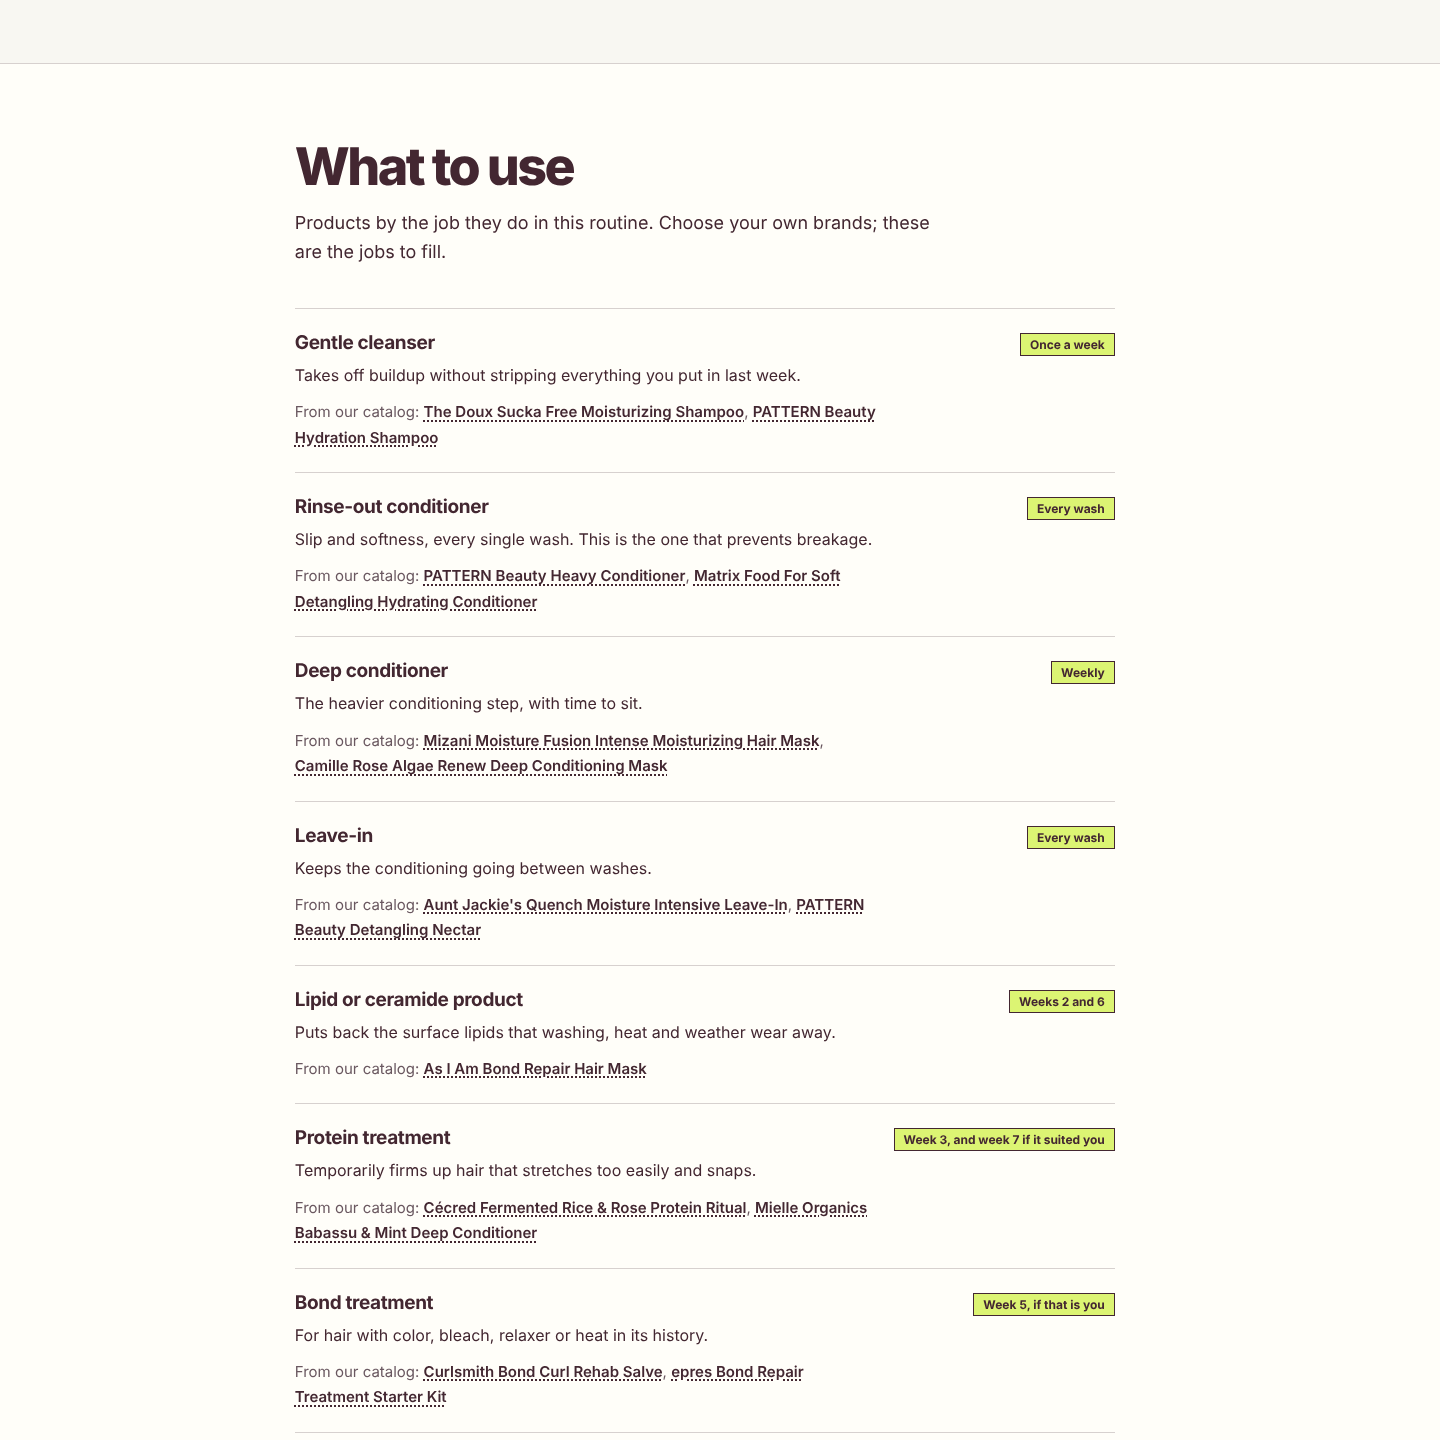 What to use
Products by the job they do in this routine. Choose your own brands; these
are the jobs to fill.
Gentle cleanser
Once a week
Takes off buildup without stripping everything you put in last week.
From our catalog: The Doux Sucka Free Moisturizing Shampoo, PATTERN Beauty
Hydration Shampoo
Rinse-out conditioner
Every wash
Slip and softness, every single wash. This is the one that prevents breakage.
From our catalog: PATTERN Beauty Heavy Conditioner, Matrix Food For Soft
Detangling Hydrating Conditioner
Deep conditioner
Weekly
The heavier conditioning step, with time to sit.
From our catalog: Mizani Moisture Fusion Intense Moisturizing Hair Mask,
Camille Rose Algae Renew Deep Conditioning Mask
Leave-in
Every wash
Keeps the conditioning going between washes.
From our catalog: Aunt Jackie's Quench Moisture Intensive Leave-In, PATTERN
Beauty Detangling Nectar
Lipid or ceramide product
Weeks 2 and 6
Puts back the surface lipids that washing, heat and weather wear away.
From our catalog: As I Am Bond Repair Hair Mask
Protein treatment
Week 3, and week 7 if it suited you
Temporarily firms up hair that stretches too easily and snaps.
From our catalog: Cécred Fermented Rice & Rose Protein Ritual, Mielle Organics
Babassu & Mint Deep Conditioner
Bond treatment
Week 5, if that is you
For hair with color, bleach, relaxer or heat in its history.
From our catalog: Curlsmith Bond Curl Rehab Salve, epres Bond Repair
Treatment Starter Kit